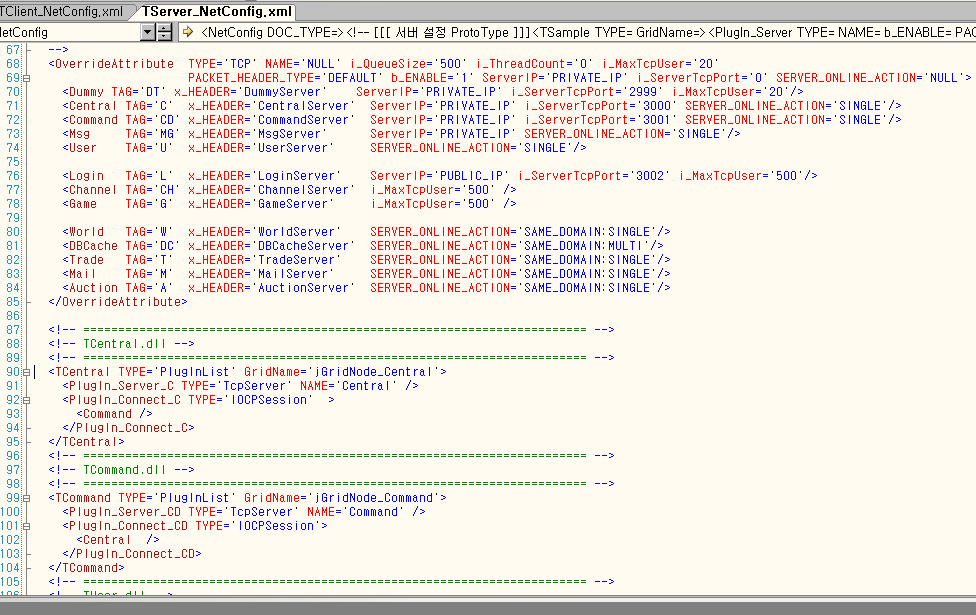 TClient_NetConfig.xml TServer_NetConfig.xml
letConfig <NetConfig DOC_TYPE=><!-- [[[ 서버 설정 ProtoType ]]]<TSample TYPE= GridName=><PlugIn_Server TYPE= NAME= b_ENABLE= PAC
67 -->
68 <OverrideAttribute TYPE='TCP' NAME='NULL' i_QueueSize='500' i_ThreadCount='0' i_MaxTcpUser='20'
69 PACKET_HEADER_TYPE='DEFAULT' b_ENABLE='1' ServerIP='PRIVATE_IP' i_ServerTcpPort='0' SERVER_ONLINE_ACTION='NULL'>
70 <Dummy TAG='DT' x_HEADER='DummyServer' ServerIP='PRIVATE_IP' i_ServerTcpPort='2999' i_MaxTcpUser='20'/>
71 <Central TAG='C' x_HEADER='CentralServer' ServerIP='PRIVATE_IP' i_ServerTcpPort='3000' SERVER_ONLINE_ACTION='SINGLE'/>
72 <Command TAG='CD' x_HEADER='CommandServer' ServerIP='PRIVATE_IP' i_ServerTcpPort='3001' SERVER_ONLINE_ACTION='SINGLE'/>
73 <Msg TAG='MG' x_HEADER='MsgServer' ServerIP='PRIVATE_IP' SERVER_ONLINE_ACTION='SINGLE'/>
74 <User TAG='U' x_HEADER='UserServer' SERVER_ONLINE_ACTION='SINGLE'/>
75
76 <Login TAG='L' x_HEADER='LoginServer' ServerIP='PUBLIC_IP' i_ServerTcpPort='3002' i_MaxTcpUser='500'/>
77 <Channel TAG='CH' x_HEADER='ChannelServer' i_MaxTcpUser='500' />
78 <Game TAG='G' x_HEADER='GameServer' i_MaxTcpUser='500' />
79
80 <World TAG='W' x_HEADER='WorldServer' SERVER_ONLINE_ACTION='SAME_DOMAIN:SINGLE'/>
81 <DBCache TAG='DC' x_HEADER='DBCacheServer' SERVER_ONLINE_ACTION='SAME_DOMAIN:MULTI'/>
82 <Trade TAG='T' x_HEADER='TradeServer' SERVER_ONLINE_ACTION='SAME_DOMAIN:SINGLE'/>
83 <Mail TAG='M' x_HEADER='MailServer' SERVER_ONLINE_ACTION='SAME_DOMAIN:SINGLE'/>
84 <Auction TAG='A' x_HEADER='AuctionServer' SERVER_ONLINE_ACTION='SAME_DOMAIN:SINGLE'/>
85 </OverrideAttribute>
86
87 <!-- ======================================================================== -->
88 <!-- TCentral.dll -->
89 <!-- ======================================================================== -->
90 <TCentral TYPE='PlugInList' GridName='jGridNode_Central'>
91 <PlugIn_Server_C TYPE='TcpServer' NAME='Central' />
92 <PlugIn_Connect_C TYPE='IOCPSession' >
93 <Command />
94 </PlugIn_Connect_C>
95 </TCentral>
96 <!-- ======================================================================== -->
97 <!-- TCommand.dll -->
98 <!-- ======================================================================== -->
99 <TCommand TYPE='PlugInList' GridName='jGridNode_Command'>
100 <PlugIn_Server_CD TYPE='TcpServer' NAME='Command' />
101 <PlugIn_Connect_CD TYPE='IOCPSession'>
102 <Central />
103 </PlugIn_Connect_CD>
104 </TCommand>
105 <!-- ======================================================================== -->
106 <!-- TUser.dll -->